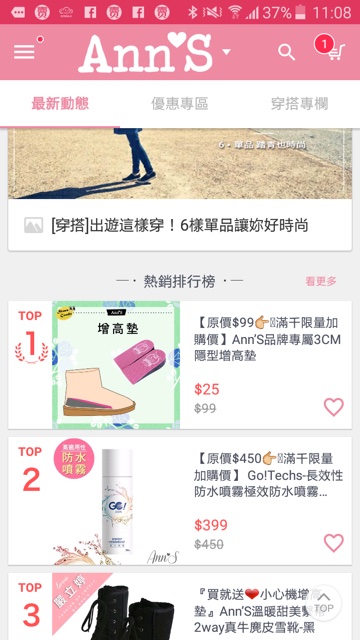 37% 11:08
Ann'S
1
最新動態 優惠專區 穿搭專欄
6・單品 踏青也時尚
[穿搭]出遊這樣穿！6樣單品讓妳好時尚
熱銷排行榜
看更多
TOP
1
Ann'S
增高墊
【原價$99👉滿千限量加
購價】Ann’S品牌專屬3CM
隱型增高墊
$25
$99
TOP
2
防水
噴霧
GO!
Ann'S
【原價$450👉滿千限量
加購價】 Go!Techs-長效性
防水噴霧極效防水噴霧...
$399
$450
TOP
3
嚴立婷
『買就送❤小心機增高
墊』Ann’S溫暖甜美
2way真牛麂皮雪靴-黑
TOP